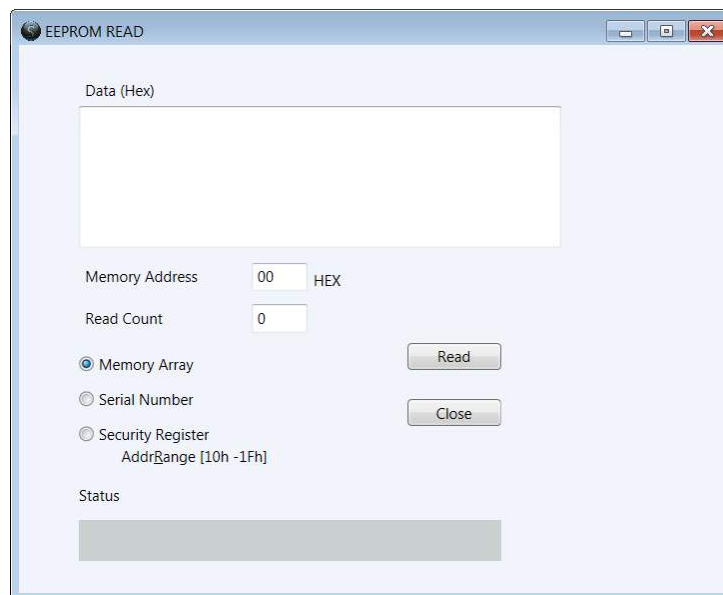 EEPROM READ
Data (Hex)
Memory Address 00 HEX
Read Count 0
Memory Array
Read
Serial Number
Close
Security Register
AddrRange [10h -1Fh]
Status